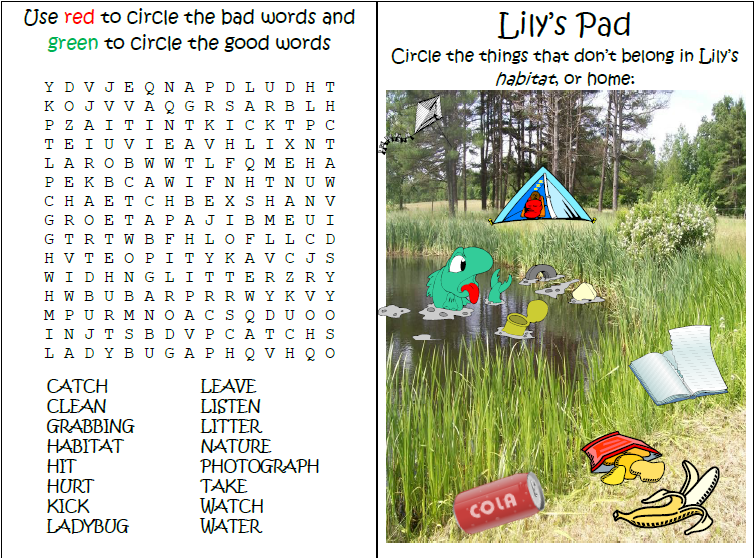 Use red to circle the bad words and
green to circle the good words
Y D V J E Q N A P D L U D H T
K O J V V A Q G R S A R B L H
P Z A I T I N T K I C K T P C
T E I U V I E A V H L I X N T
L A R O B W W T L F Q M E H A
P E K B C A W I F N H T N U W
C H A E T C H B E X S H A N V
G R O E T A P A J I B M E U I
G T R T W B F H L O F L L C D
H V T E O P I T Y K A V C J S
W I D H N G L I T T E R Z R Y
H W B U B A R P R R W Y K V Y
M P U R M N O A C S Q D U O O
I N J T S B D V P C A T C H S
L A D Y B U G A P H Q V H Q O
CATCH
CLEAN
GRABBING
HABITAT
HIT
HURT
KICK
LADYBUG
LEAVE
LISTEN
LITTER
NATURE
PHOTOGRAPH
TAKE
WATCH
WATER
Lily's Pad
Circle the things that don't belong in Lily's
habitat, or home:
COLA